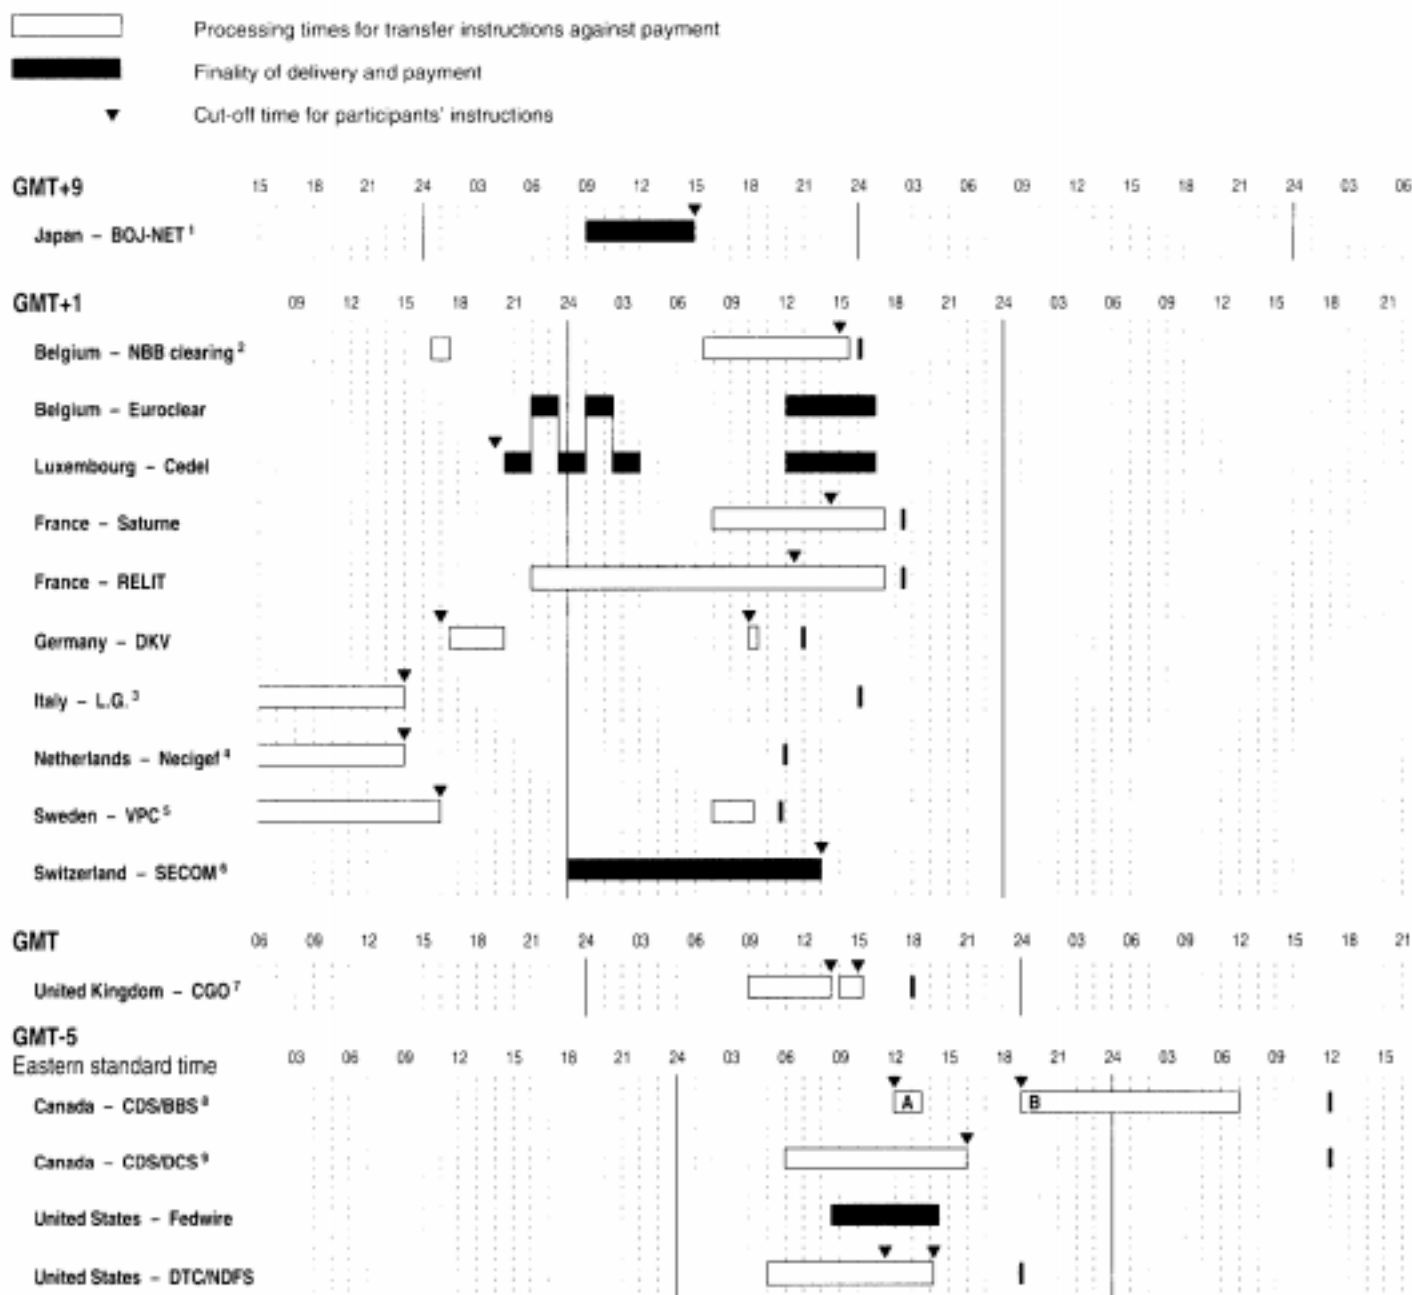 Processing times for transfer instructions against payment
Finality of delivery and payment
Cut-off time for participants' instructions
GMT+9 15 18 21 24 03 06 09 12 15 18 21 24 03 06 09 12 15 18 21 24 03 06
Japan – BOJ-NET 1
GMT+1 09 12 15 18 21 24 03 06 09 12 15 18 21 24 03 06 09 12 15 18 21
Belgium – NBB clearing 2
Belgium – Euroclear
Luxembourg – Cedel
France – Saturne
France – RELIT
Germany – DKV
Italy – L.G. 3
Netherlands – Necigef 4
Sweden – VPC 5
Switzerland – SECOM 6
GMT 06 09 12 15 18 21 24 03 06 09 12 15 18 21 24 03 06 09 12 15 18 21
United Kingdom – CGO 7
GMT-5
Eastern standard time 03 06 09 12 15 18 21 24 03 06 09 12 15 18 21 24 03 06 09 12 15
Canada – CDS/BBS 8 A B
Canada – CDS/DCS 9
United States – Fedwire
United States – DTC/NDFS